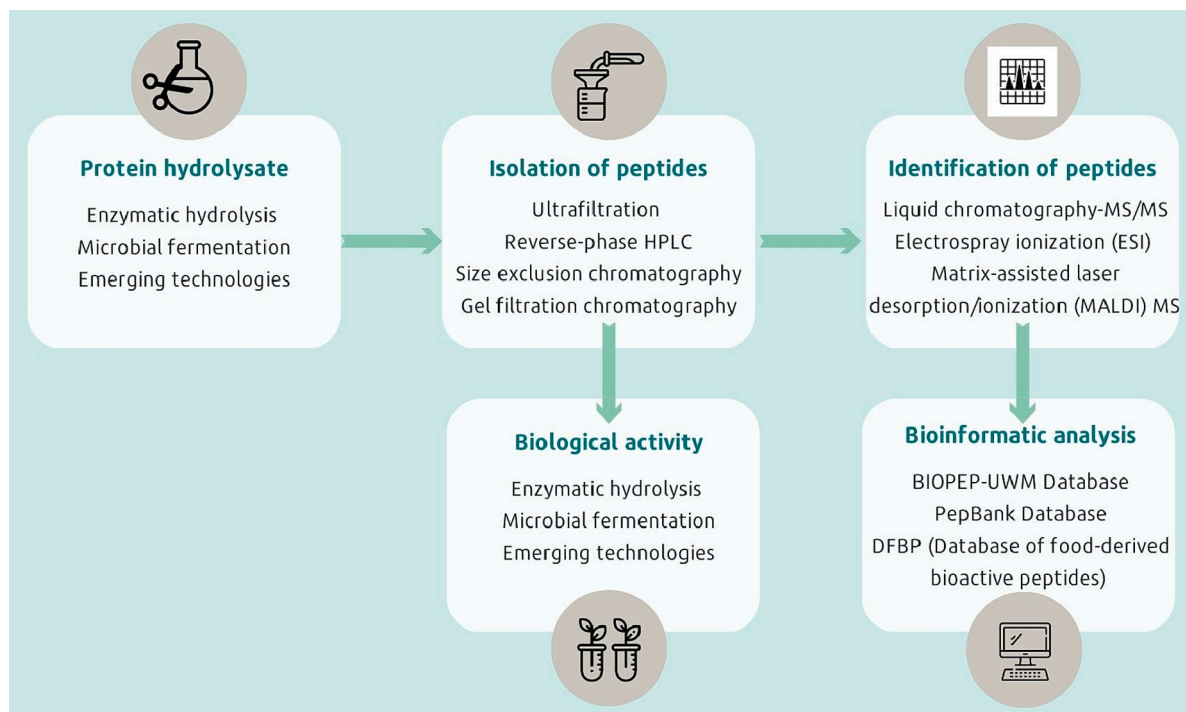 Protein hydrolysate
Enzymatic hydrolysis
Microbial fermentation
Emerging technologies
Isolation of peptides
Ultrafiltration
Reverse-phase HPLC
Size exclusion chromatography
Gel filtration chromatography
Identification of peptides
Liquid chromatography-MS/MS
Electrospray ionization (ESI)
Matrix-assisted laser
desorption/ionization (MALDI) MS
Biological activity
Enzymatic hydrolysis
Microbial fermentation
Emerging technologies
Bioinformatic analysis
BIOPEP-UWM Database
PepBank Database
DFBP (Database of food-derived
bioactive peptides)